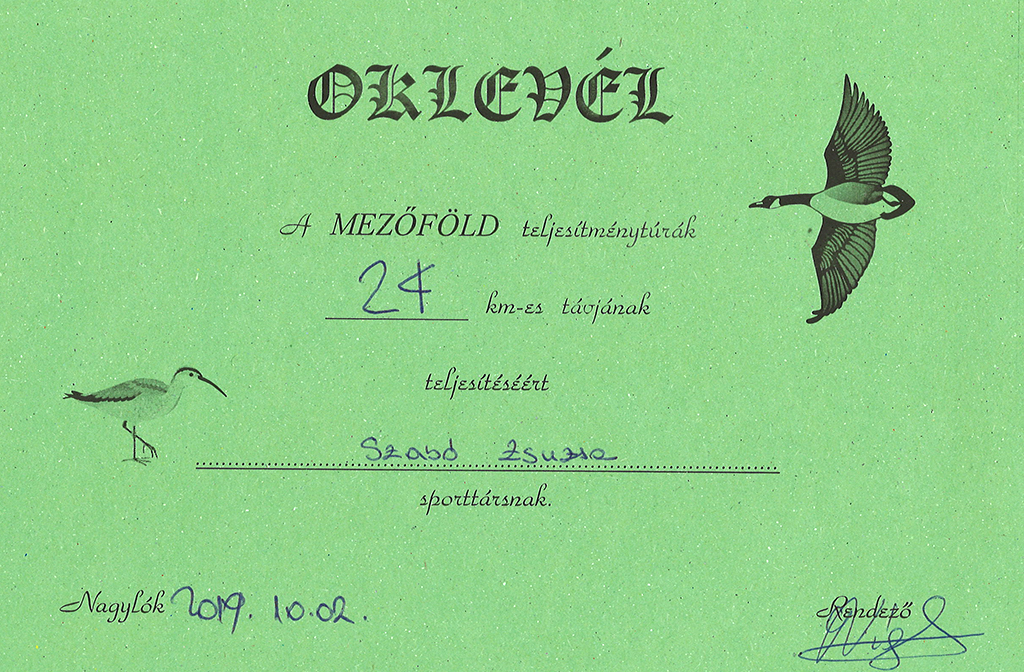 OKLEVÉL
A MEZŐFÖLD teljesítménytúrák
24 km-es távjának
teljesítéséért
Szabó Zsuzsa
sporttársnak.
Nagylók 2019. 10.02.
Rendező